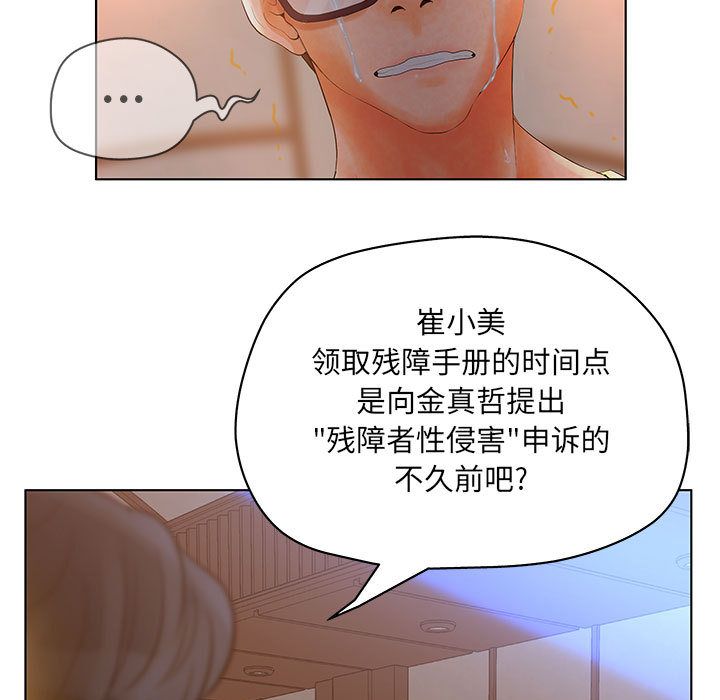 ...
崔小美
领取残障手册的时间点
是向金真哲提出
"残障者性侵害"申诉的
不久前吧?